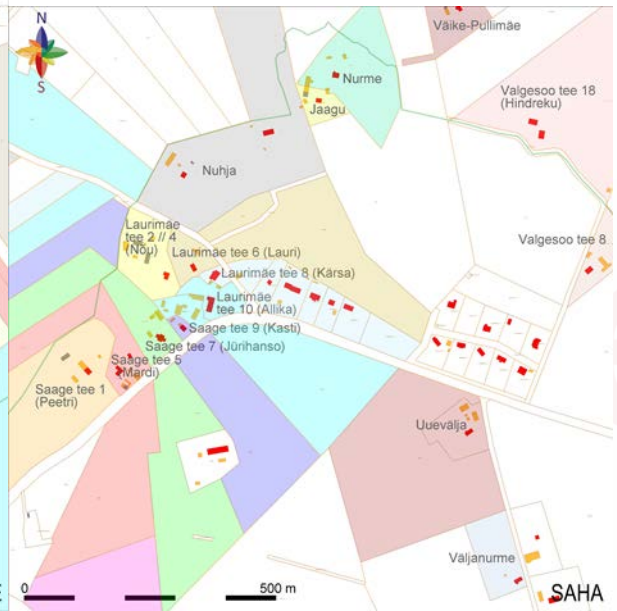 N
S
Väike-Pullimäe
Nurme
Jaagu
Valgesoo tee 18
(Hindreku)
Nuhja
Laurimäe
tee 2 // 4
(Nõu)
Laurimäe tee 6 (Lauri)
Valgesoo tee 8
Laurimäe tee 8 (Kärsa)
Laurimäe
tee 10 (Allika)
Saage tee 9 (Kasti)
Saage tee 7 (Jürihanso)
Saage tee 5
(Mardi)
Saage tee 1
(Peetri)
Uuevälja
Väljanurme
E
0
500 m
SAHA